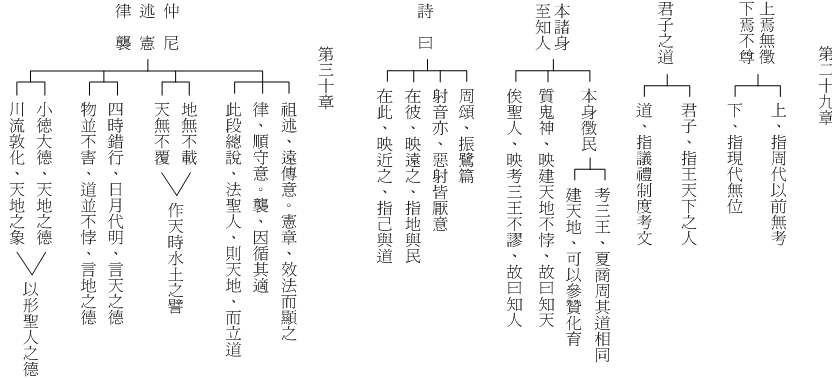 第二十九章
上焉無徵
下焉不尊
上、指周代以前無考
下、指現代無位
君子之道
君子、指王天下之人
道、指議禮制度考文
本諸身
至知人
本身徵民
考三王、夏商周其道相同
建天地、可以參贊化育
質鬼神、映建天地不悖、故曰知天
俟聖人、映考三王不謬、故曰知人
詩曰
周頌、振鷺篇
射音亦、惡射皆厭意
在彼、映遠之、指地與民
在此、映近之、指己與道
第三十章
仲尼
述憲
律襲
祖述、遠傳意。憲章、效法而顯之
律、順守意。襲、因循其適
此段總說、法聖人、則天地、而立道
地無不載
天無不覆
作天時水土之譬
四時錯行、日月代明、言天之德
物並不害、道並不悖、言地之德
小德大德、天地之德
川流敦化、天地之象
以形聖人之德